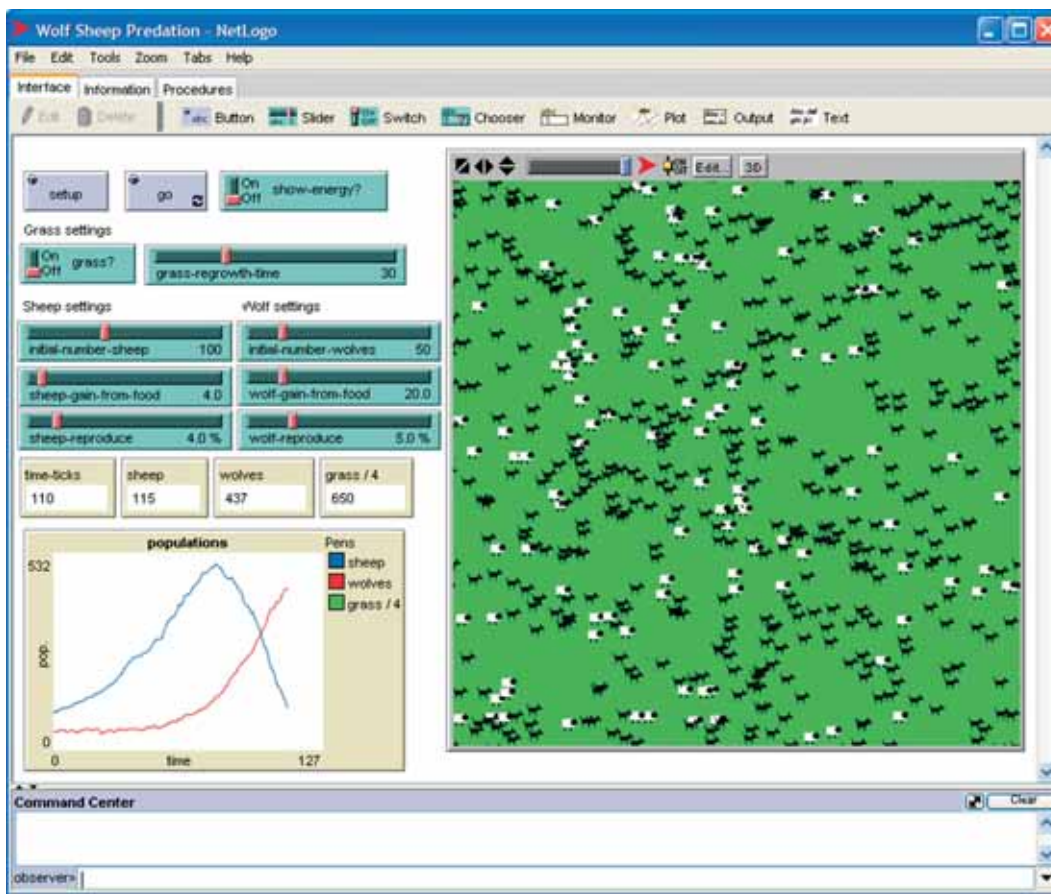 Wolf Sheep Predation - NetLogo
File Edit Tools Zoom Tabs Help
Interface Information Procedures
Edit Delete abc Button Slider Switch Chooser Monitor Plot Output Text
setup go On Off show-energy? Edit... 3D
Grass settings
On Off grass? grass-regrowth-time 30
Sheep settings Wolf settings
initial-number-sheep 100 initial-number-wolves 50
sheep-gain-from-food 4.0 wolf-gain-from-food 20.0
sheep-reproduce 4.0 % wolf-reproduce 5.0 %
time-ticks sheep wolves grass / 4
110 115 437 650
populations Pens
532 sheep
wolves
grass / 4
pop.
0
0 time 127
Command Center Clear
observer>